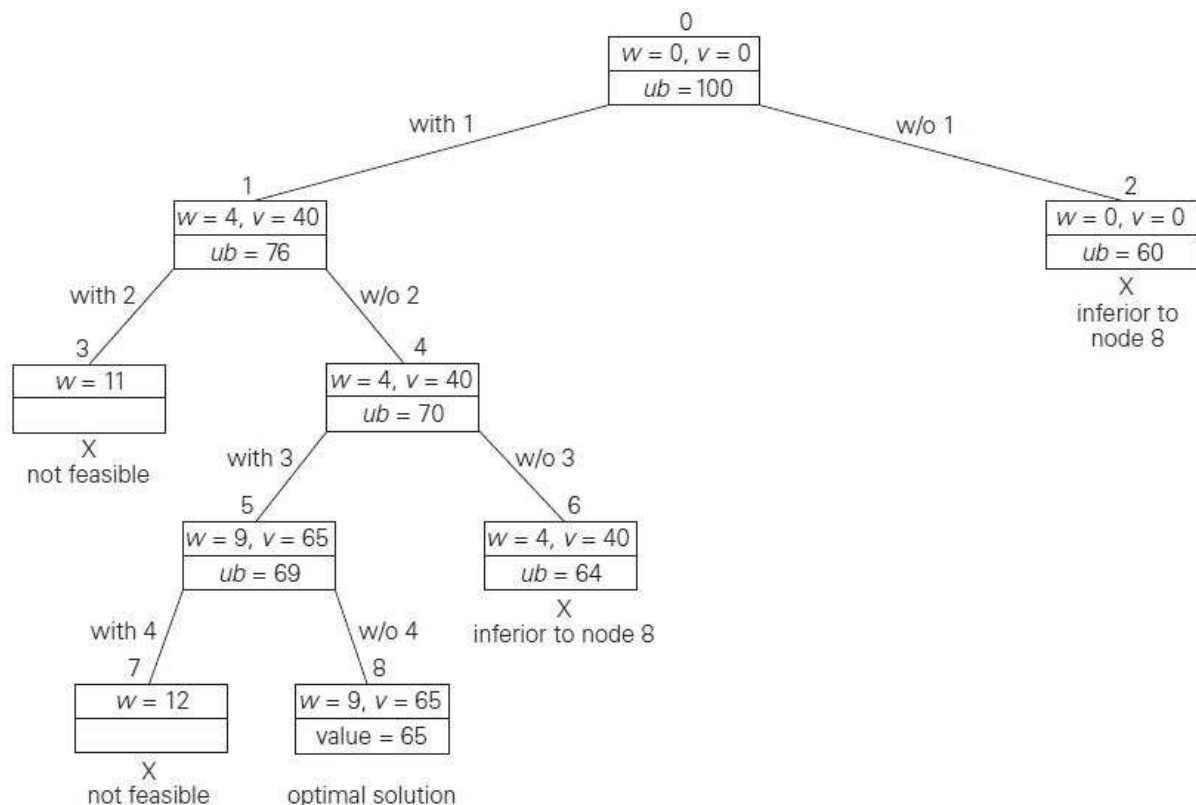 0
w = 0, v = 0
ub = 100
with 1
w/o 1
1
w = 4, v = 40
ub = 76
2
w = 0, v = 0
ub = 60
X
inferior to
node 8
with 2
w/o 2
3
w = 11
X
not feasible
4
w = 4, v = 40
ub = 70
with 3
w/o 3
5
w = 9, v = 65
ub = 69
6
w = 4, v = 40
ub = 64
X
inferior to node 8
with 4
w/o 4
7
w = 12
X
not feasible
8
w = 9, v = 65
value = 65
optimal solution